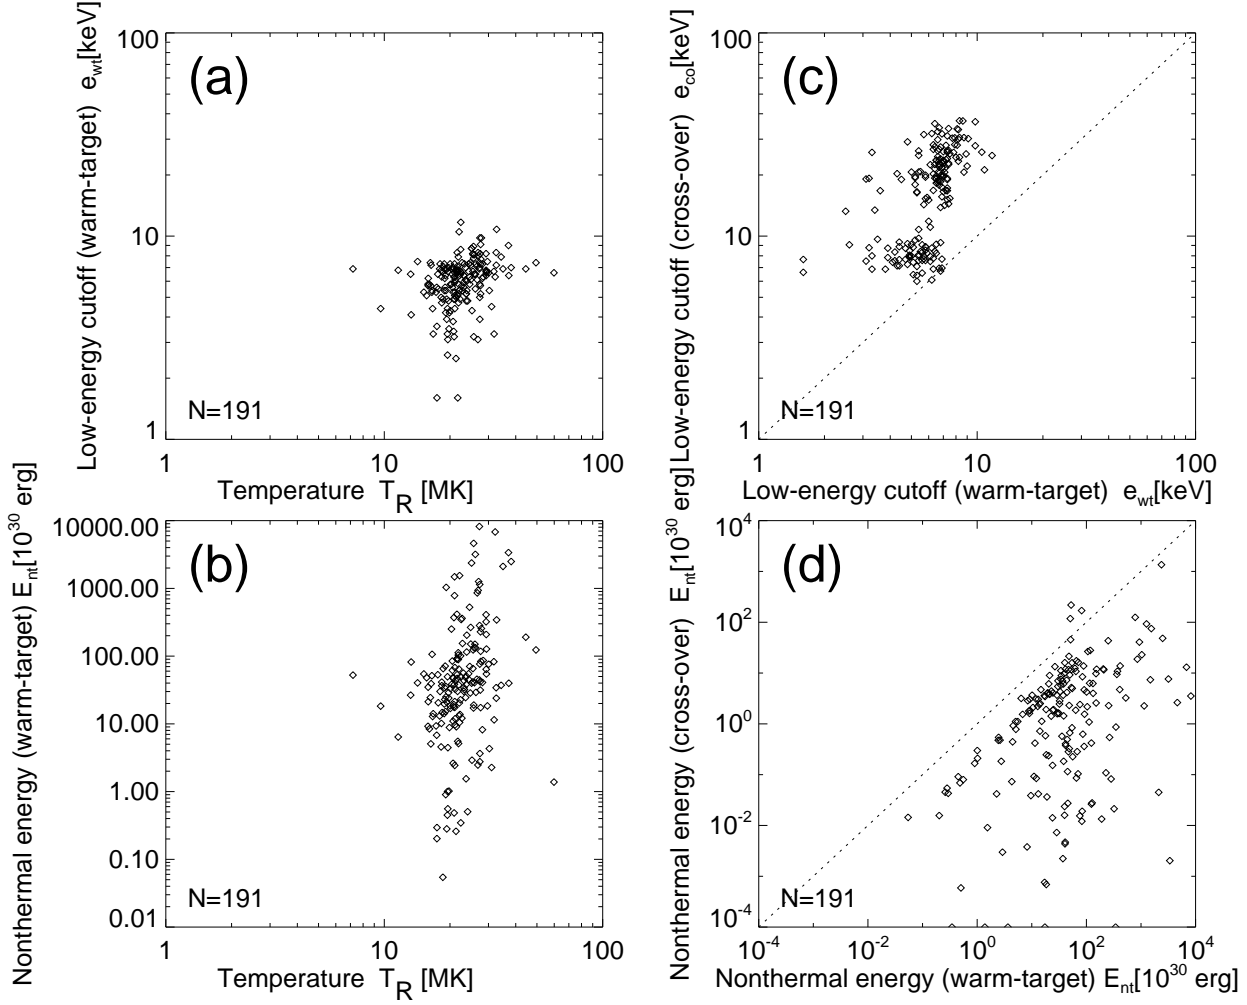 Low-energy cutoff (warm-target) e_wt[keV]
100
10
1
(a)
N=191
1 10 100
Temperature T_R [MK]
Low-energy cutoff (cross-over) e_co[keV]
100
10
1
(c)
N=191
1 10 100
Low-energy cutoff (warm-target) e_wt[keV]
Nonthermal energy (warm-target) E_nt[10^30 erg]
10000.00
1000.00
100.00
10.00
1.00
0.10
0.01
(b)
N=191
1 10 100
Temperature T_R [MK]
Nonthermal energy (cross-over) E_nt[10^30 erg]
10^4
10^2
10^0
10^-2
10^-4
(d)
N=191
10^-4 10^-2 10^0 10^2 10^4
Nonthermal energy (warm-target) E_nt[10^30 erg]